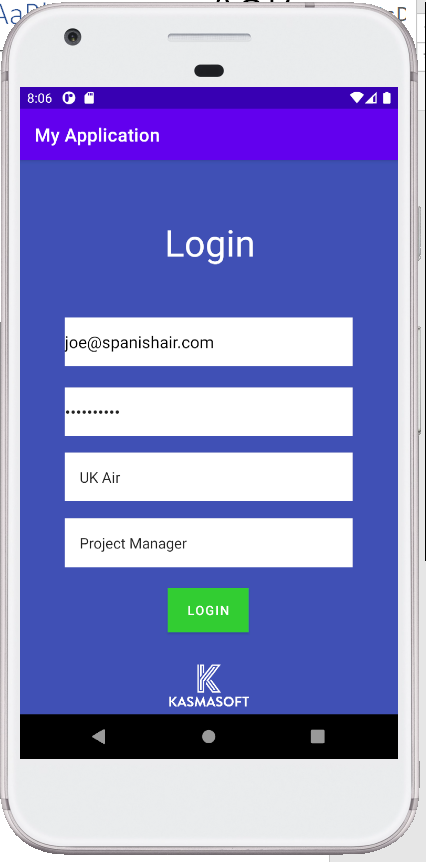 8:06
My Application
Login
joe@spanishair.com
••••••••••
UK Air
Project Manager
LOGIN
K
KASMASOFT